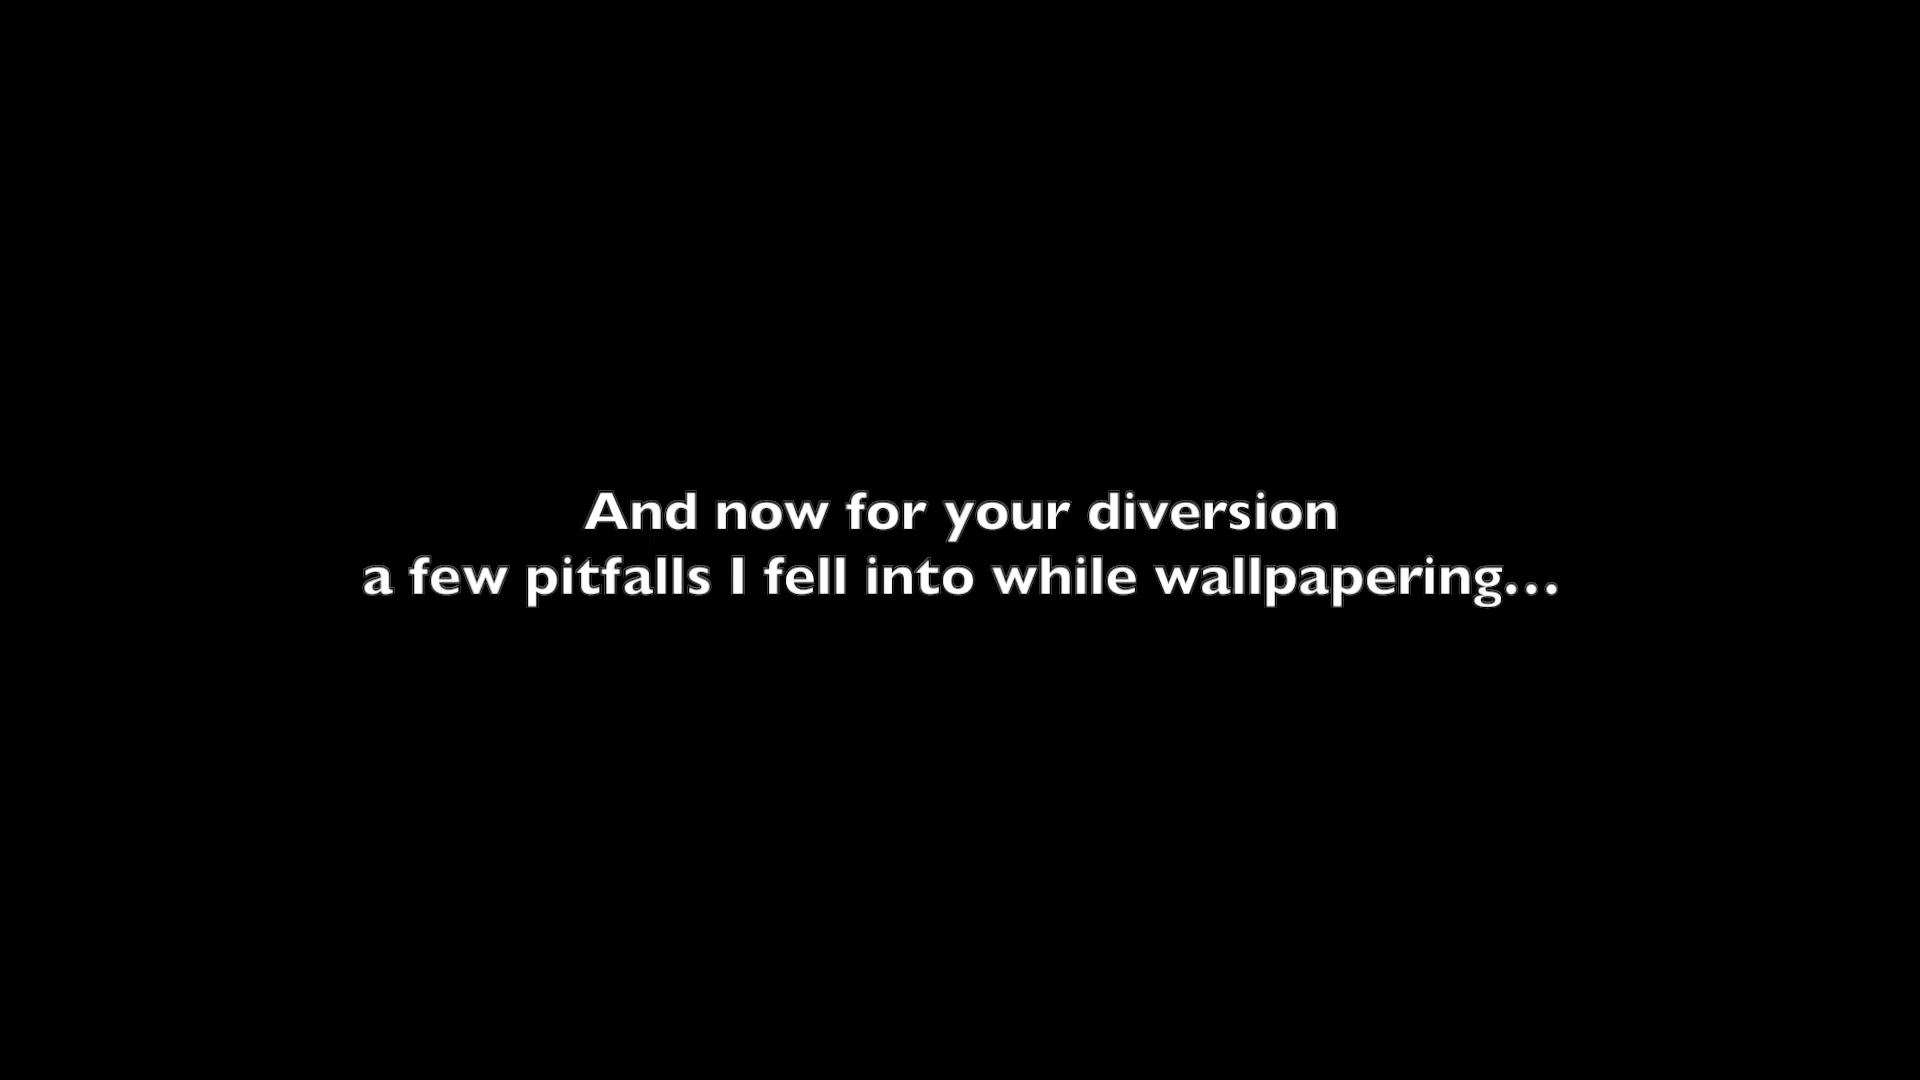 And now for your diversion
a few pitfalls I fell into while wallpapering...